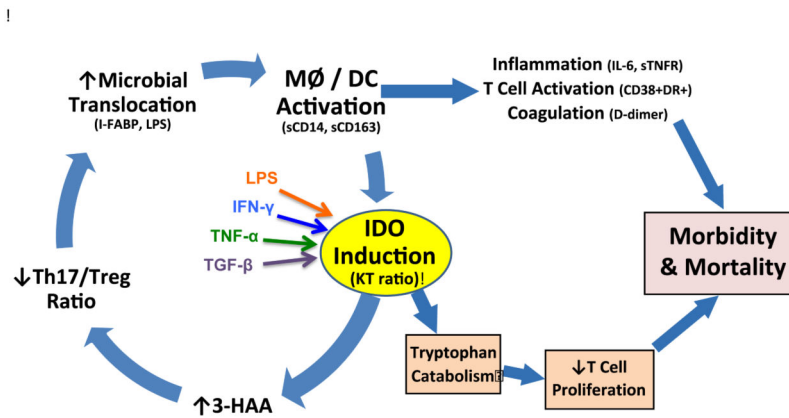 !
↑Microbial
Translocation
(I-FABP, LPS)
MØ / DC
Activation
(sCD14, sCD163)
Inflammation (IL-6, sTNFR)
T Cell Activation (CD38+DR+)
Coagulation (D-dimer)
LPS
IFN-γ
TNF-α
TGF-β
IDO
Induction
(KT ratio)!
Morbidity
& Mortality
↓Th17/Treg
Ratio
Tryptophan
Catabolism
↓T Cell
Proliferation
↑3-HAA